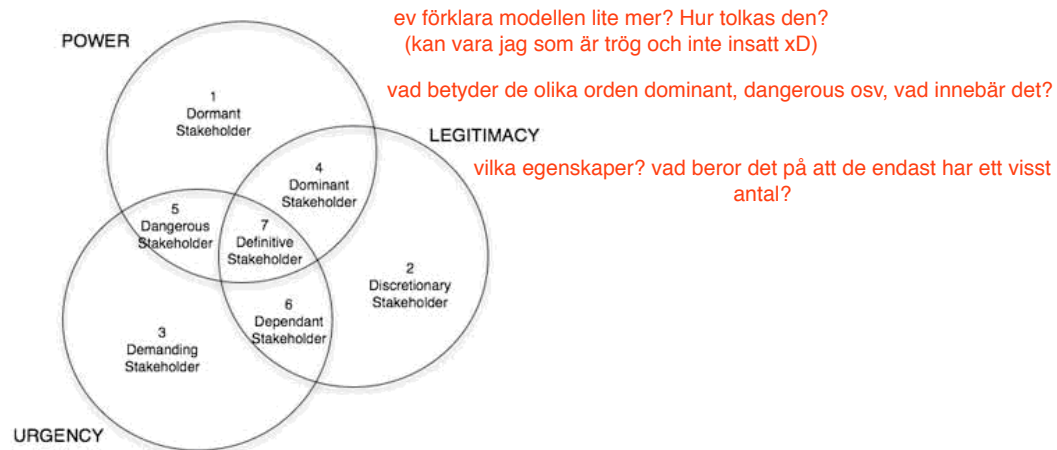 ev förklara modellen lite mer? Hur tolkas den?
(kan vara jag som är trög och inte insatt xD)
POWER
vad betyder de olika orden dominant, dangerous osv, vad innebär det?
1
Dormant
Stakeholder
LEGITIMACY
vilka egenskaper? vad beror det på att de endast har ett visst
antal?
4
Dominant
Stakeholder
5
Dangerous
Stakeholder
7
Definitive
Stakeholder
2
Discretionary
Stakeholder
6
Dependant
Stakeholder
3
Demanding
Stakeholder
URGENCY